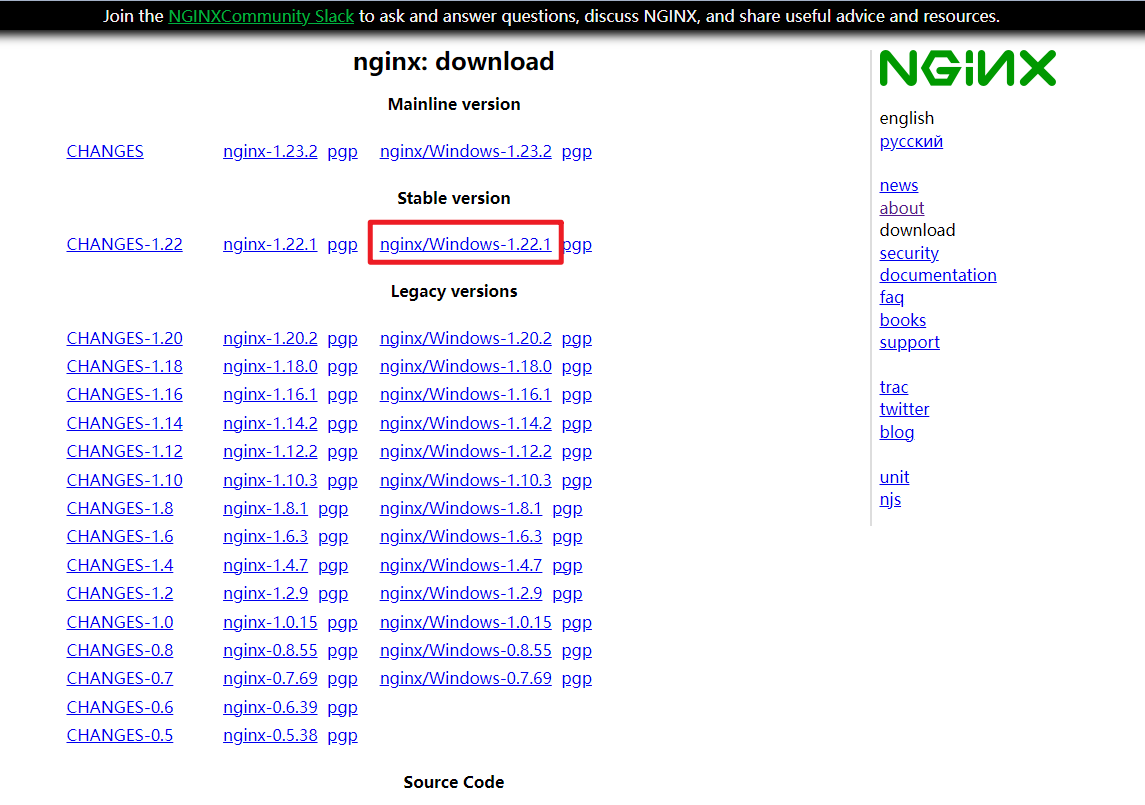 Join the NGINXCommunity Slack to ask and answer questions, discuss NGINX, and share useful advice and resources.
nginx: download
Mainline version
CHANGES nginx-1.23.2 pgp nginx/Windows-1.23.2 pgp
Stable version
CHANGES-1.22 nginx-1.22.1 pgp nginx/Windows-1.22.1 pgp
Legacy versions
CHANGES-1.20 nginx-1.20.2 pgp nginx/Windows-1.20.2 pgp
CHANGES-1.18 nginx-1.18.0 pgp nginx/Windows-1.18.0 pgp
CHANGES-1.16 nginx-1.16.1 pgp nginx/Windows-1.16.1 pgp
CHANGES-1.14 nginx-1.14.2 pgp nginx/Windows-1.14.2 pgp
CHANGES-1.12 nginx-1.12.2 pgp nginx/Windows-1.12.2 pgp
CHANGES-1.10 nginx-1.10.3 pgp nginx/Windows-1.10.3 pgp
CHANGES-1.8 nginx-1.8.1 pgp nginx/Windows-1.8.1 pgp
CHANGES-1.6 nginx-1.6.3 pgp nginx/Windows-1.6.3 pgp
CHANGES-1.4 nginx-1.4.7 pgp nginx/Windows-1.4.7 pgp
CHANGES-1.2 nginx-1.2.9 pgp nginx/Windows-1.2.9 pgp
CHANGES-1.0 nginx-1.0.15 pgp nginx/Windows-1.0.15 pgp
CHANGES-0.8 nginx-0.8.55 pgp nginx/Windows-0.8.55 pgp
CHANGES-0.7 nginx-0.7.69 pgp nginx/Windows-0.7.69 pgp
CHANGES-0.6 nginx-0.6.39 pgp
CHANGES-0.5 nginx-0.5.38 pgp
Source Code
NGINX
english
русский
news
about
download
security
documentation
faq
books
support
trac
twitter
blog
unit
njs